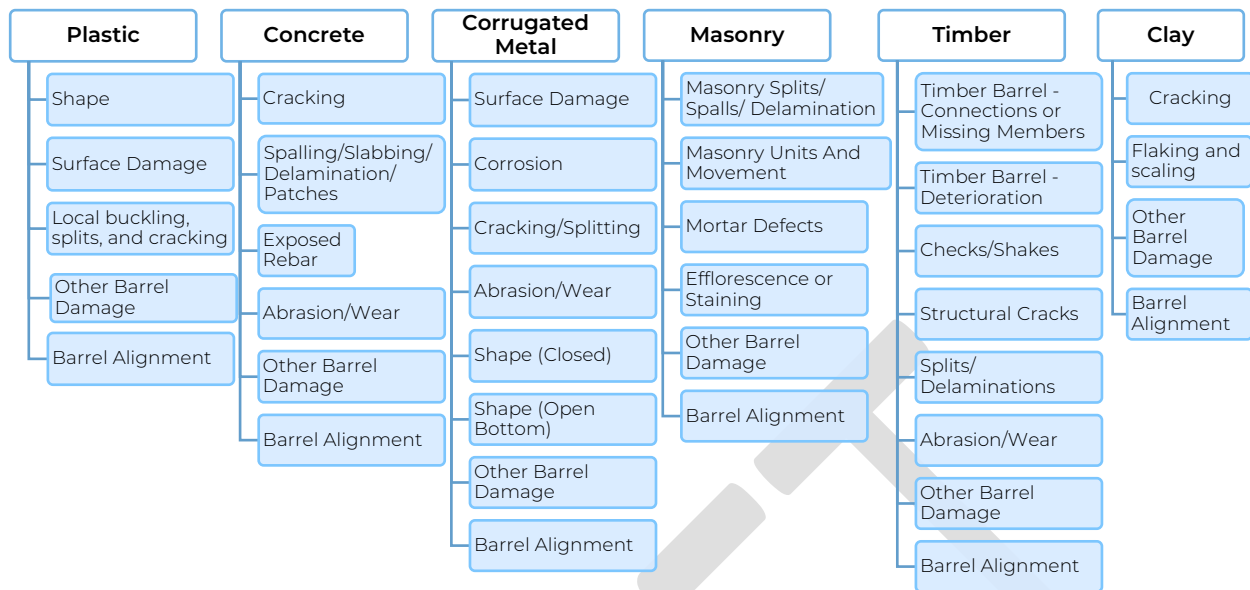 Plastic
Shape
Surface Damage
Local buckling,
splits, and cracking
Other Barrel
Damage
Barrel Alignment
Concrete
Cracking
Spalling/Slabbing/
Delamination/
Patches
Exposed
Rebar
Abrasion/Wear
Other Barrel
Damage
Barrel Alignment
Corrugated
Metal
Surface Damage
Corrosion
Cracking/Splitting
Abrasion/Wear
Shape (Closed)
Shape (Open
Bottom)
Other Barrel
Damage
Barrel Alignment
Masonry
Masonry Splits/
Spalls/ Delamination
Masonry Units And
Movement
Mortar Defects
Efflorescence or
Staining
Other Barrel
Damage
Barrel Alignment
Timber
Timber Barrel -
Connections or
Missing Members
Timber Barrel -
Deterioration
Checks/Shakes
Structural Cracks
Splits/
Delaminations
Abrasion/Wear
Other Barrel
Damage
Barrel Alignment
Clay
Cracking
Flaking and
scaling
Other
Barrel
Damage
Barrel
Alignment